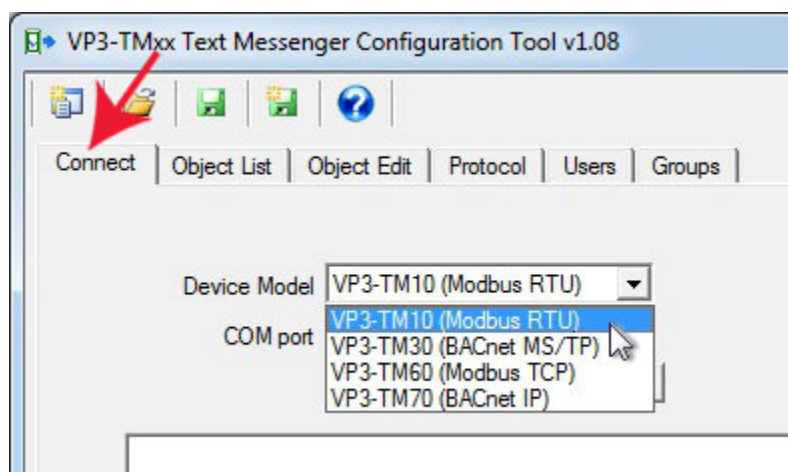 VP3-TMxx Text Messenger Configuration Tool v1.08
Connect Object List Object Edit Protocol Users Groups
Device Model VP3-TM10 (Modbus RTU)
COM port
VP3-TM10 (Modbus RTU)
VP3-TM30 (BACnet MS/TP)
VP3-TM60 (Modbus TCP)
VP3-TM70 (BACnet IP)